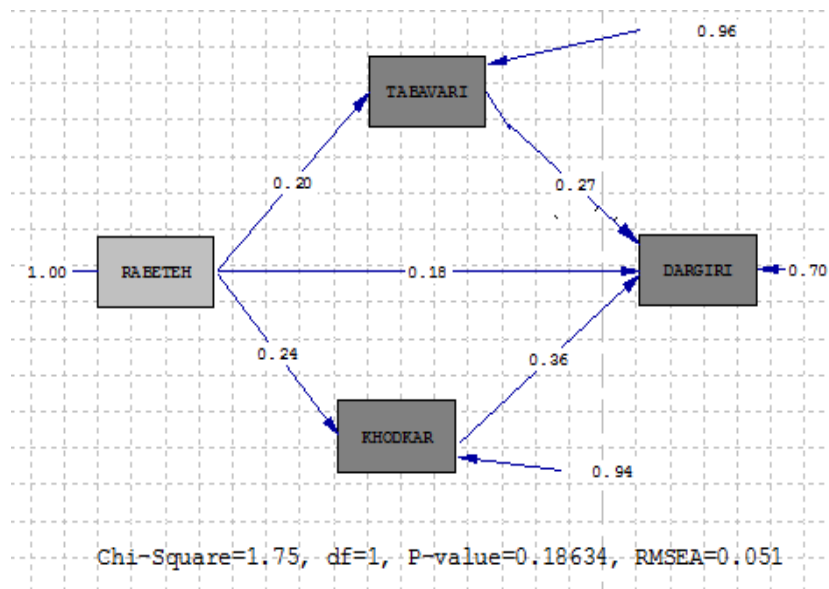 0.96
TABAVARI
0.20
0.27
1.00 RABETEH 0.18 DARGIRI 0.70
0.24
0.36
KHODKAR
0.94
Chi-Square=1.75, df=1, P-value=0.18634, RMSEA=0.051